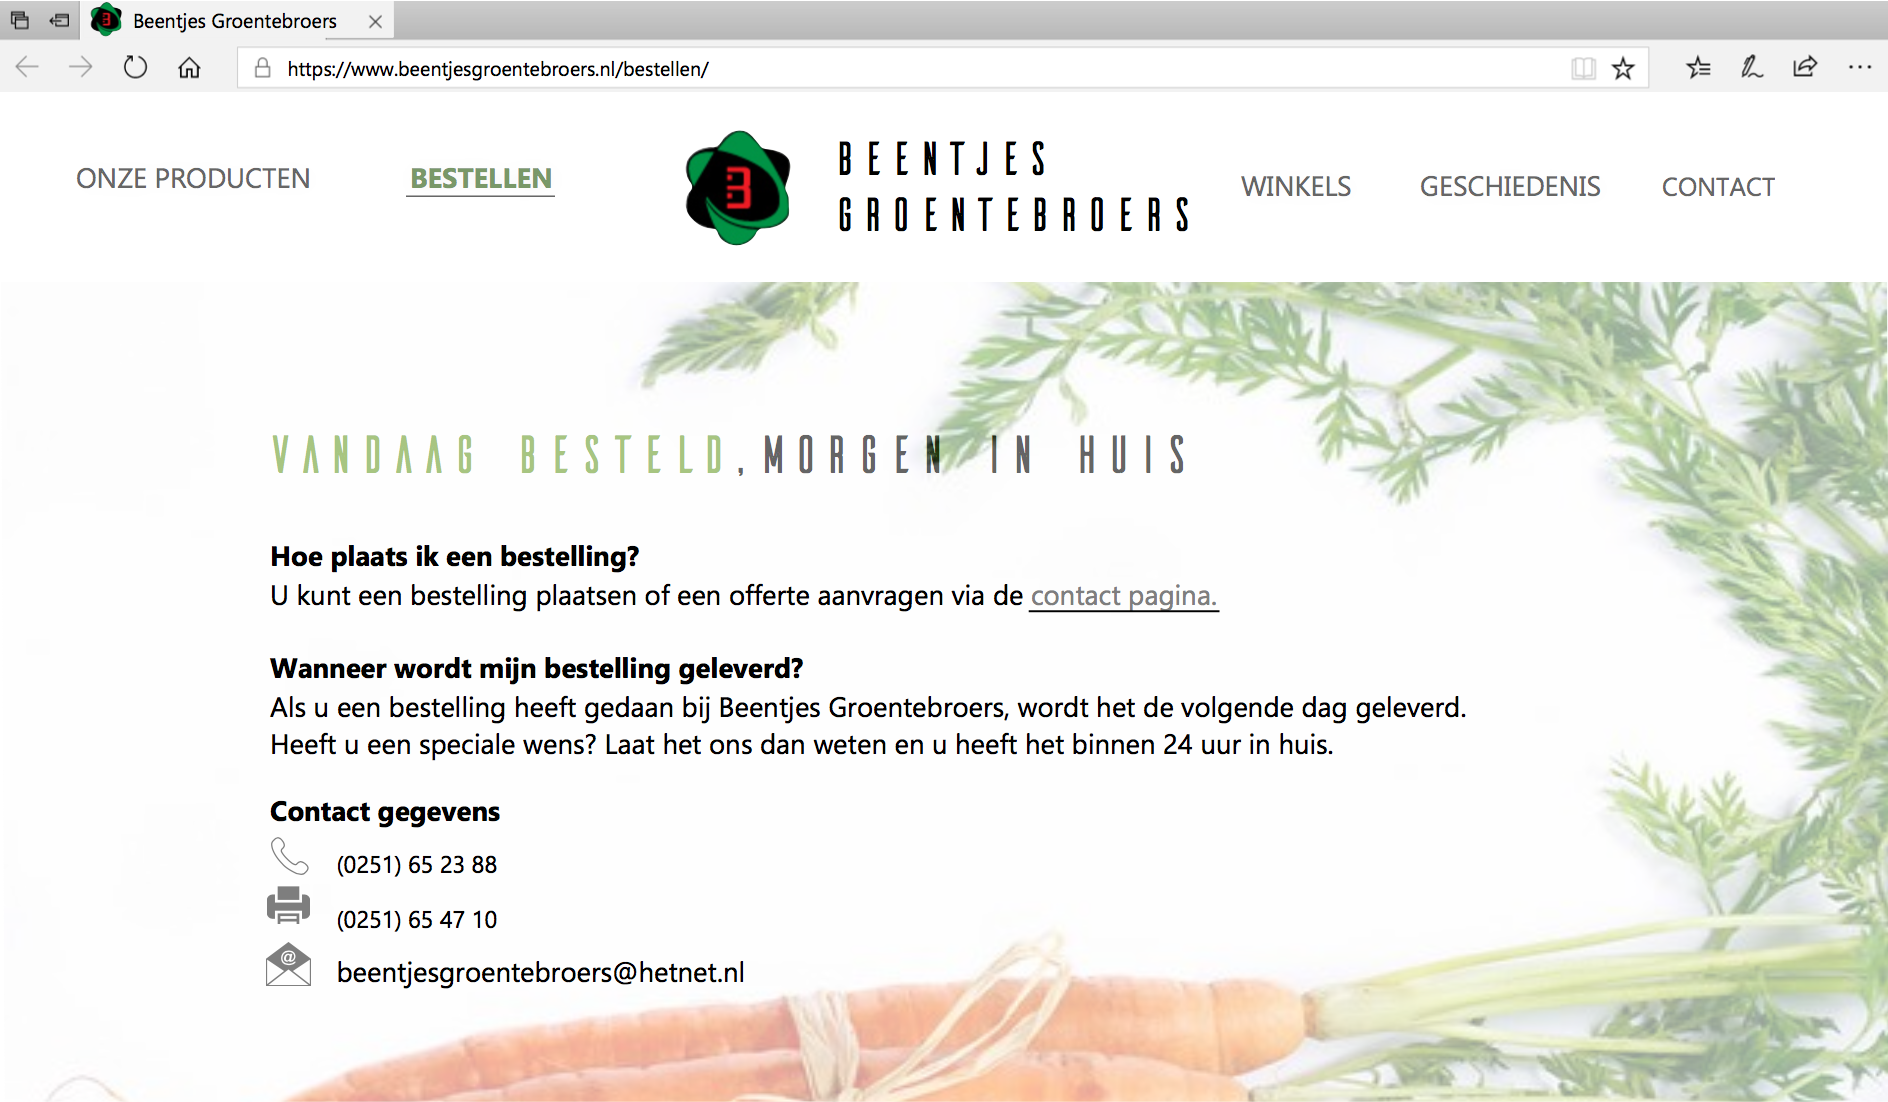 Beentjes Groentebroers
https://www.beentjesgroentebroers.nl/bestellen/
ONZE PRODUCTEN
BESTELLEN
B
BEENTJES
GROENTEBROERS
WINKELS
GESCHIEDENIS
CONTACT
VANDAAG BESTELD, MORGEN IN HUIS
Hoe plaats ik een bestelling?
U kunt een bestelling plaatsen of een offerte aanvragen via de contact pagina.
Wanneer wordt mijn bestelling geleverd?
Als u een bestelling heeft gedaan bij Beentjes Groentebroers, wordt het de volgende dag geleverd.
Heeft u een speciale wens? Laat het ons dan weten en u heeft het binnen 24 uur in huis.
Contact gegevens
(0251) 65 23 88
(0251) 65 47 10
@
beentjesgroentebroers@hetnet.nl